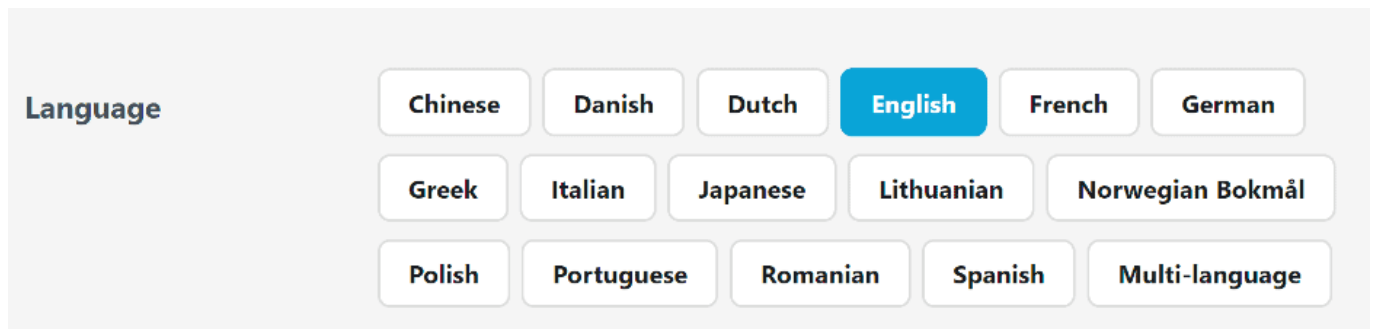 Language
Chinese Danish Dutch English French German
Greek Italian Japanese Lithuanian Norwegian Bokmål
Polish Portuguese Romanian Spanish Multi-language